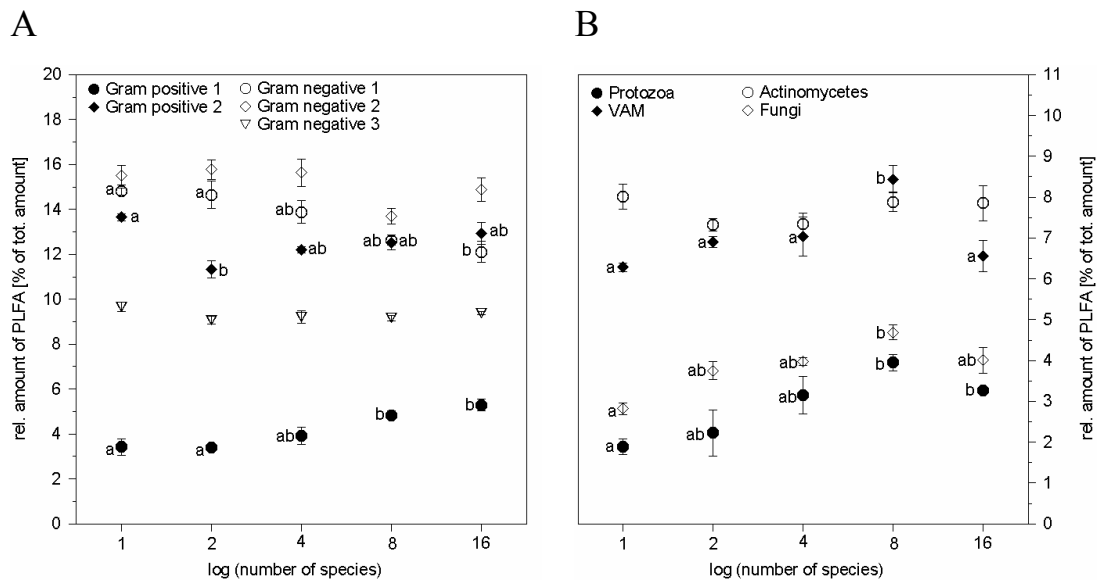 A
B
20
18
16
14
12
10
8
6
4
2
0
rel. amount of PLFA [% of tot. amount]
Gram positive 1
Gram positive 2
Gram negative 1
Gram negative 2
Gram negative 3
a
a
ab
ab
ab
b
a
b
ab
ab
a
a
ab
b
b
1
2
4
8
16
log (number of species)
Protozoa
VAM
Actinomycetes
Fungi
a
a
a
b
a
a
ab
ab
b
ab
a
ab
ab
b
b
1
2
4
8
16
log (number of species)
11
10
9
8
7
6
5
4
3
2
1
0
rel. amount of PLFA [% of tot. amount]